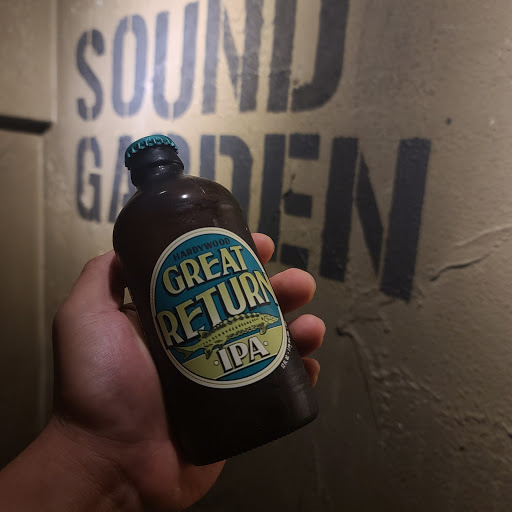 SOUND
GARDEN
HARDYWOOD
GREAT
RETURN
·IPA·